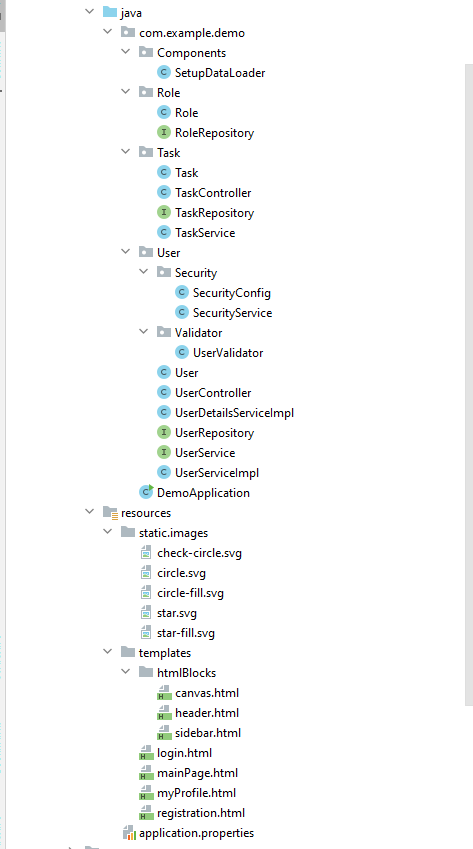 java
com.example.demo
Components
SetupDataLoader
Role
Role
RoleRepository
Task
Task
TaskController
TaskRepository
TaskService
User
Security
SecurityConfig
SecurityService
Validator
UserValidator
User
UserController
UserDetailsServiceImpl
UserRepository
UserService
UserServiceImpl
DemoApplication
resources
static.images
check-circle.svg
circle.svg
circle-fill.svg
star.svg
star-fill.svg
templates
htmlBlocks
canvas.html
header.html
sidebar.html
login.html
mainPage.html
myProfile.html
registration.html
application.properties